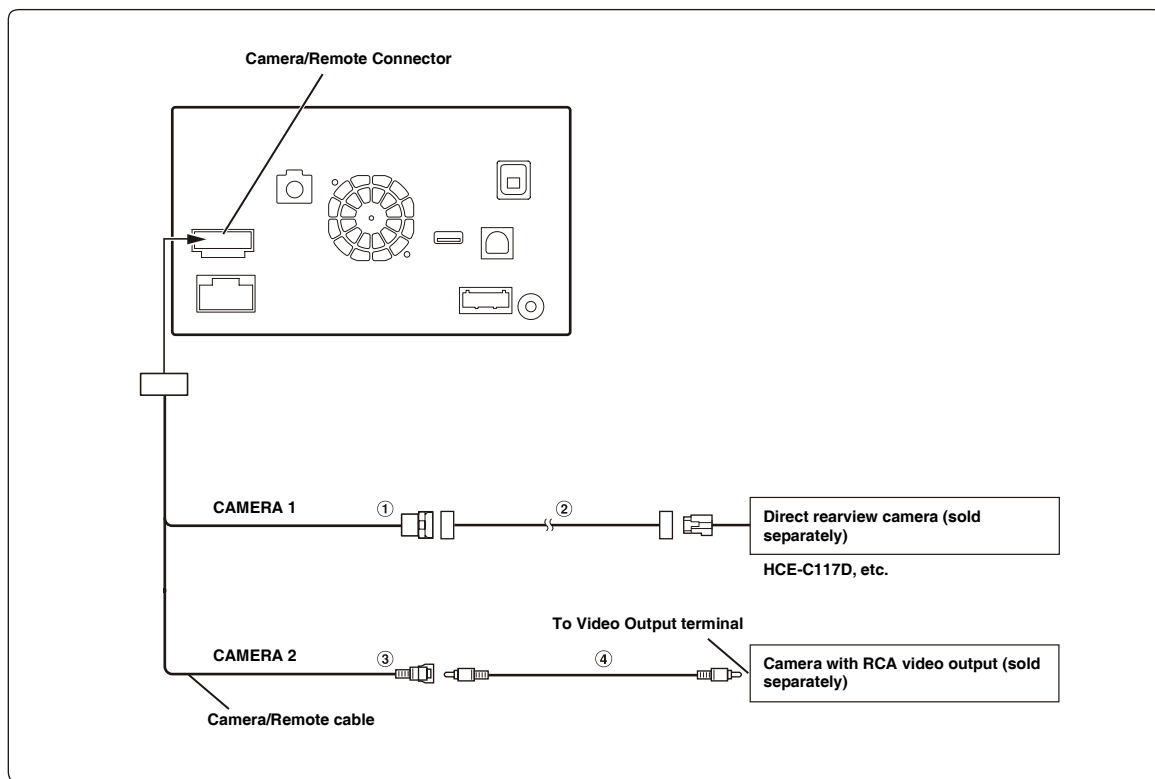 Camera/Remote Connector
CAMERA 1
①
②
Direct rearview camera (sold
separately)
HCE-C117D, etc.
To Video Output terminal
CAMERA 2
③
④
Camera with RCA video output (sold
separately)
Camera/Remote cable